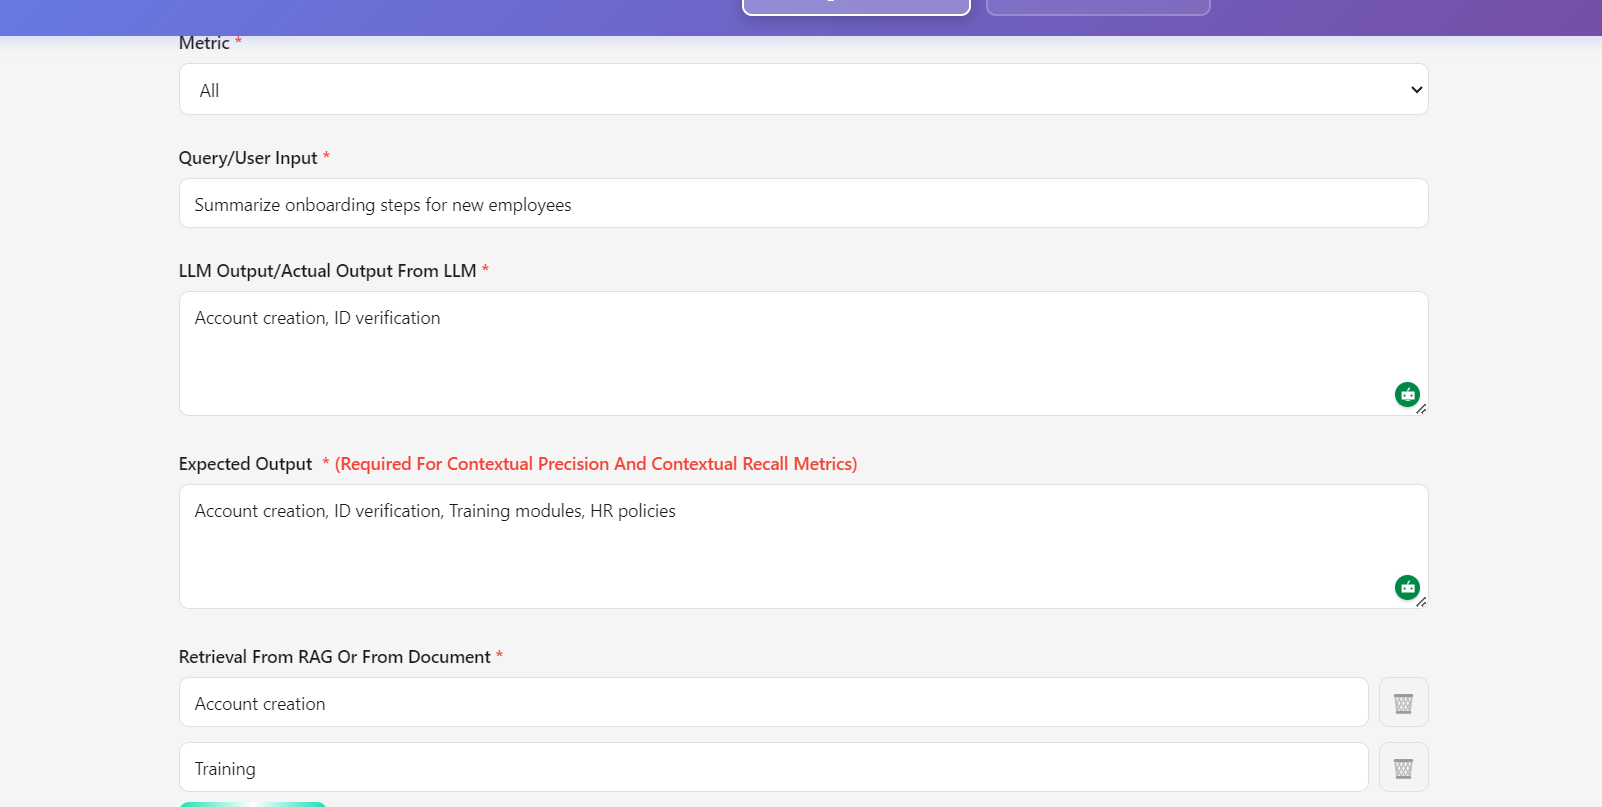 Metric *
All
Query/User Input *
Summarize onboarding steps for new employees
LLM Output/Actual Output From LLM *
Account creation, ID verification
Expected Output * (Required For Contextual Precision And Contextual Recall Metrics)
Account creation, ID verification, Training modules, HR policies
Retrieval From RAG Or From Document *
Account creation
Training